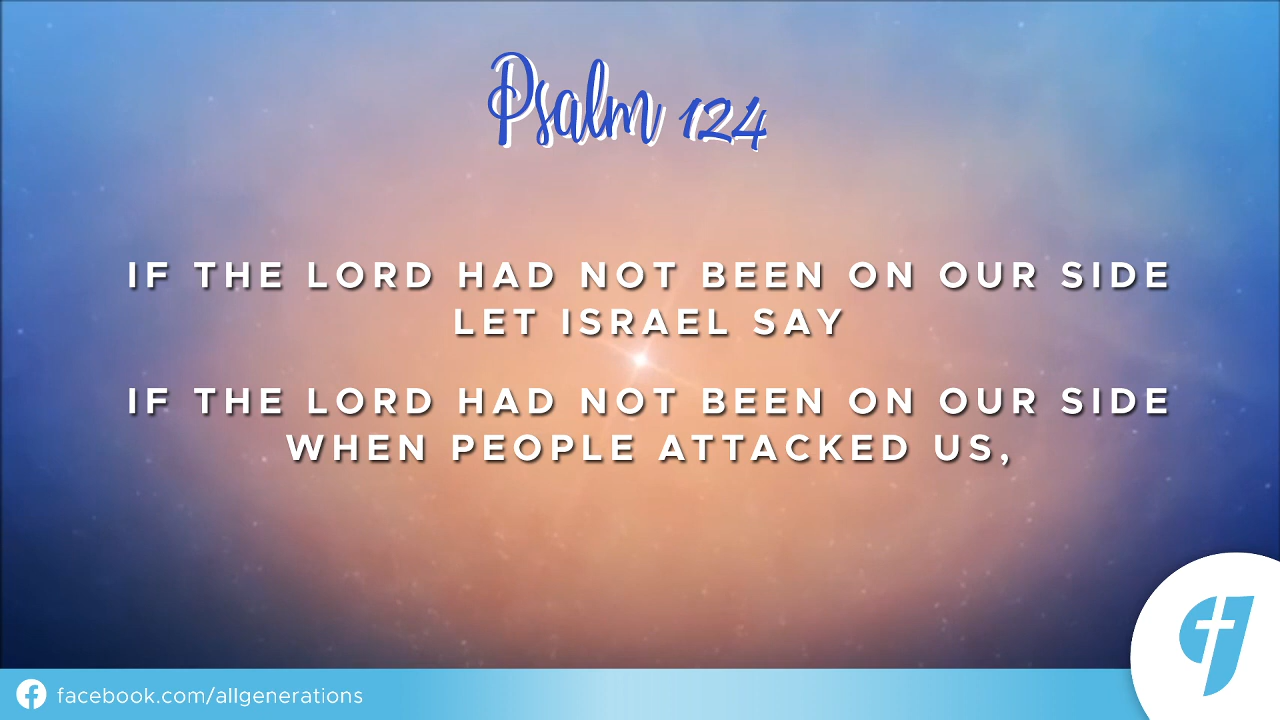 Psalm 124
IF THE LORD HAD NOT BEEN ON OUR SIDE
LET ISRAEL SAY
IF THE LORD HAD NOT BEEN ON OUR SIDE
WHEN PEOPLE ATTACKED US,
facebook.com/allgenerations